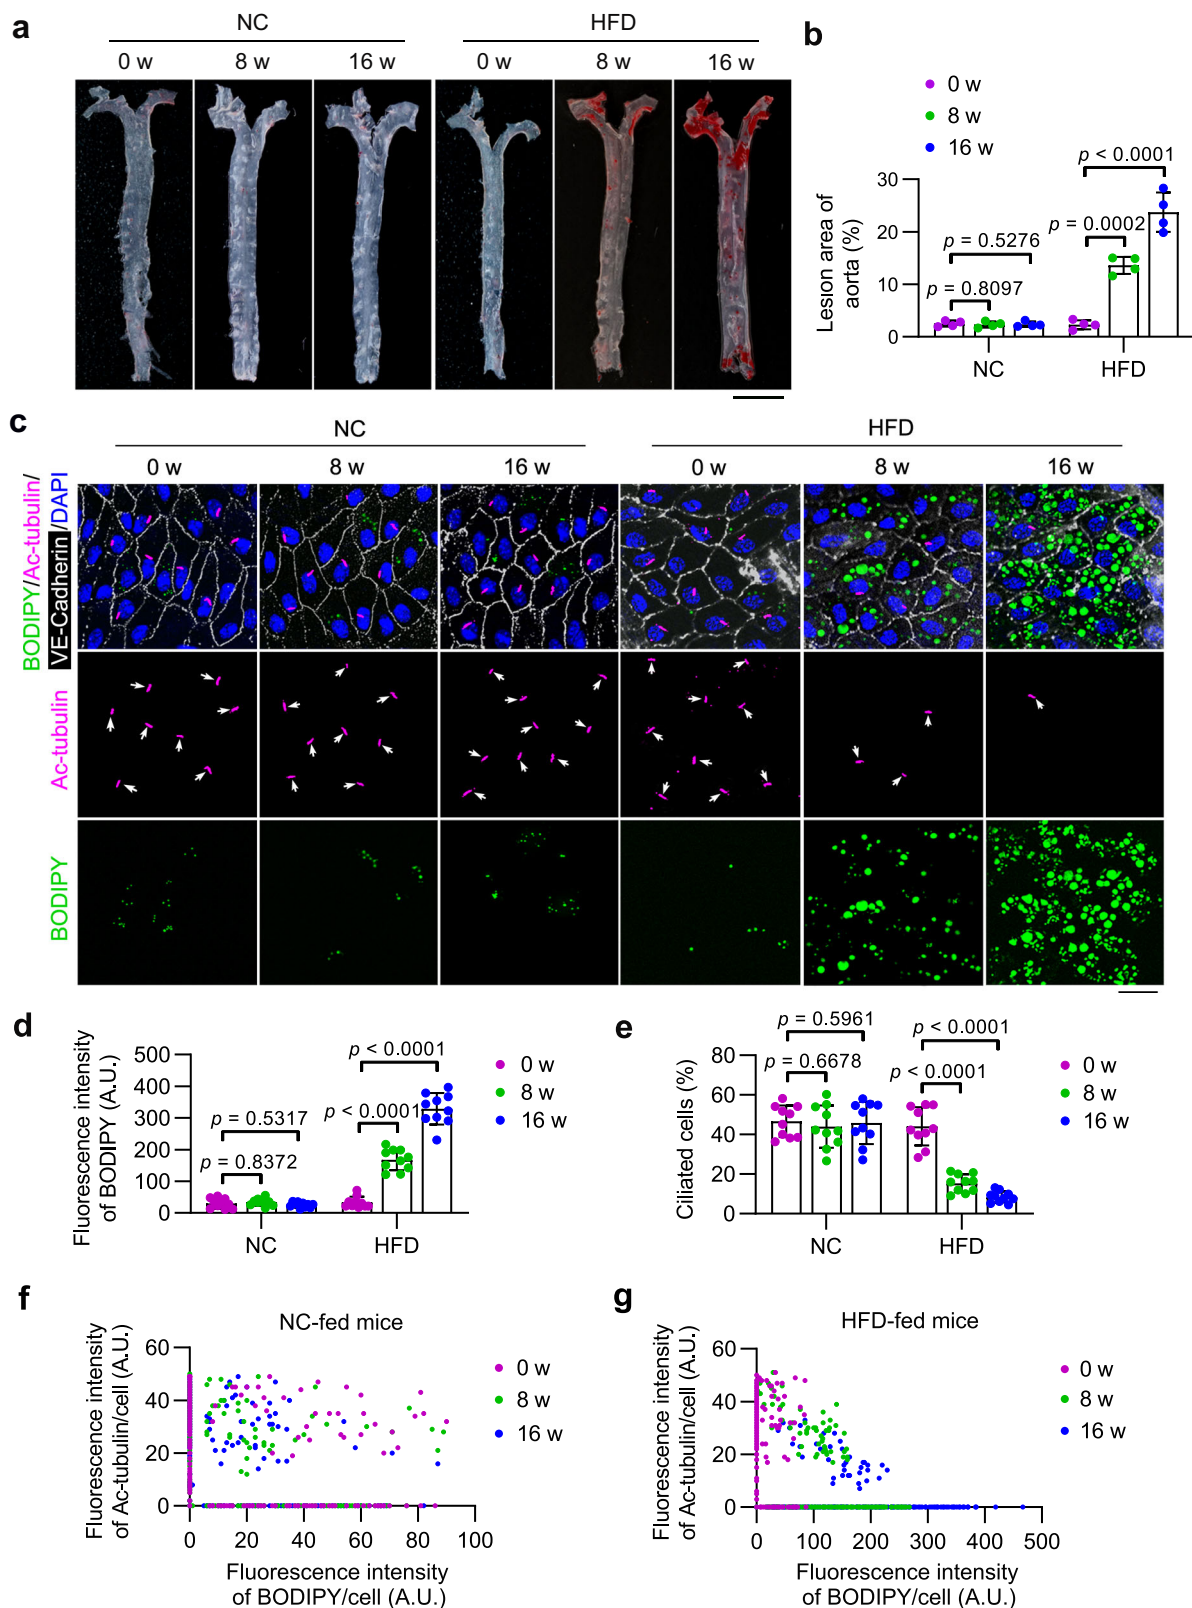 a
NC
HFD
0 w
8 w
16 w
0 w
8 w
16 w
b
0 w
8 w
16 w
Lesion area of
aorta (%)
30
20
10
0
p = 0.8097
p = 0.5276
p = 0.0002
p < 0.0001
NC
HFD
c
NC
HFD
0 w
8 w
16 w
0 w
8 w
16 w
BODIPY/Ac-tubulin/
VE-Cadherin/DAPI
Ac-tubulin
BODIPY
d
Fluorescence intensity
of BODIPY (A.U.)
500
400
300
200
100
0
p = 0.8372
p = 0.5317
p < 0.0001
p < 0.0001
NC
HFD
0 w
8 w
16 w
e
Ciliated cells (%)
80
60
40
20
0
p = 0.5961
p = 0.6678
p < 0.0001
p < 0.0001
NC
HFD
0 w
8 w
16 w
f
NC-fed mice
Fluorescence intensity
of Ac-tubulin/cell (A.U.)
60
40
20
0
0 20 40 60 80 100
Fluorescence intensity
of BODIPY/cell (A.U.)
0 w
8 w
16 w
g
HFD-fed mice
Fluorescence intensity
of Ac-tubulin/cell (A.U.)
60
40
20
0
0 100 200 300 400 500
Fluorescence intensity
of BODIPY/cell (A.U.)
0 w
8 w
16 w